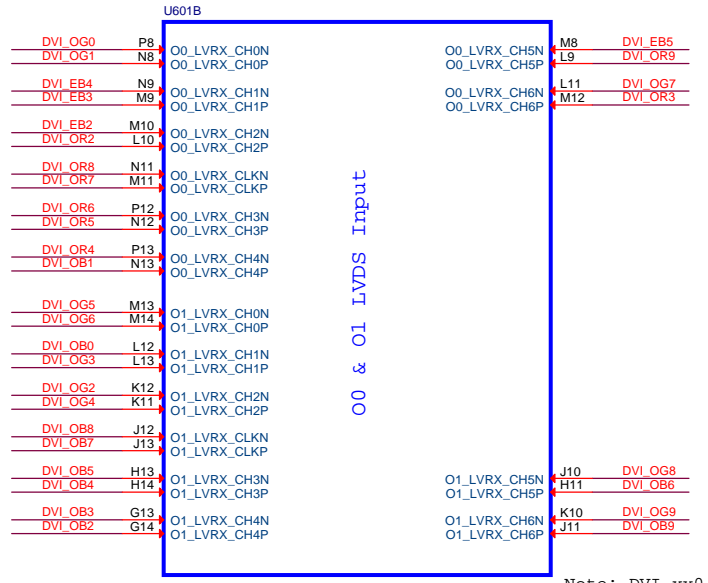 U601B
DVI_OG0 P8 O0_LVRX_CH0N O0_LVRX_CH5N M8 DVI_EB5
DVI_OG1 N8 O0_LVRX_CH0P O0_LVRX_CH5P L9 DVI_OR9
DVI_EB4 N9 O0_LVRX_CH1N O0_LVRX_CH6N L11 DVI_OG7
DVI_EB3 M9 O0_LVRX_CH1P O0_LVRX_CH6P M12 DVI_OR3
DVI_EB2 M10 O0_LVRX_CH2N
DVI_OR2 L10 O0_LVRX_CH2P
DVI_OR8 N11 O0_LVRX_CLKN
DVI_OR7 M11 O0_LVRX_CLKP
DVI_OR6 P12 O0_LVRX_CH3N
DVI_OR5 N12 O0_LVRX_CH3P
DVI_OR4 P13 O0_LVRX_CH4N
DVI_OB1 N13 O0_LVRX_CH4P
O0 & O1 LVDS Input
DVI_OG5 M13 O1_LVRX_CH0N
DVI_OG6 M14 O1_LVRX_CH0P
DVI_OB0 L12 O1_LVRX_CH1N
DVI_OG3 L13 O1_LVRX_CH1P
DVI_OG2 K12 O1_LVRX_CH2N
DVI_OG4 K11 O1_LVRX_CH2P
DVI_OB8 J12 O1_LVRX_CLKN
DVI_OB7 J13 O1_LVRX_CLKP
DVI_OB5 H13 O1_LVRX_CH3N O1_LVRX_CH5N J10 DVI_OG8
DVI_OB4 H14 O1_LVRX_CH3P O1_LVRX_CH5P H11 DVI_OB6
DVI_OB3 G13 O1_LVRX_CH4N O1_LVRX_CH6N K10 DVI_OG9
DVI_OB2 G14 O1_LVRX_CH4P O1_LVRX_CH6P J11 DVI_OB9